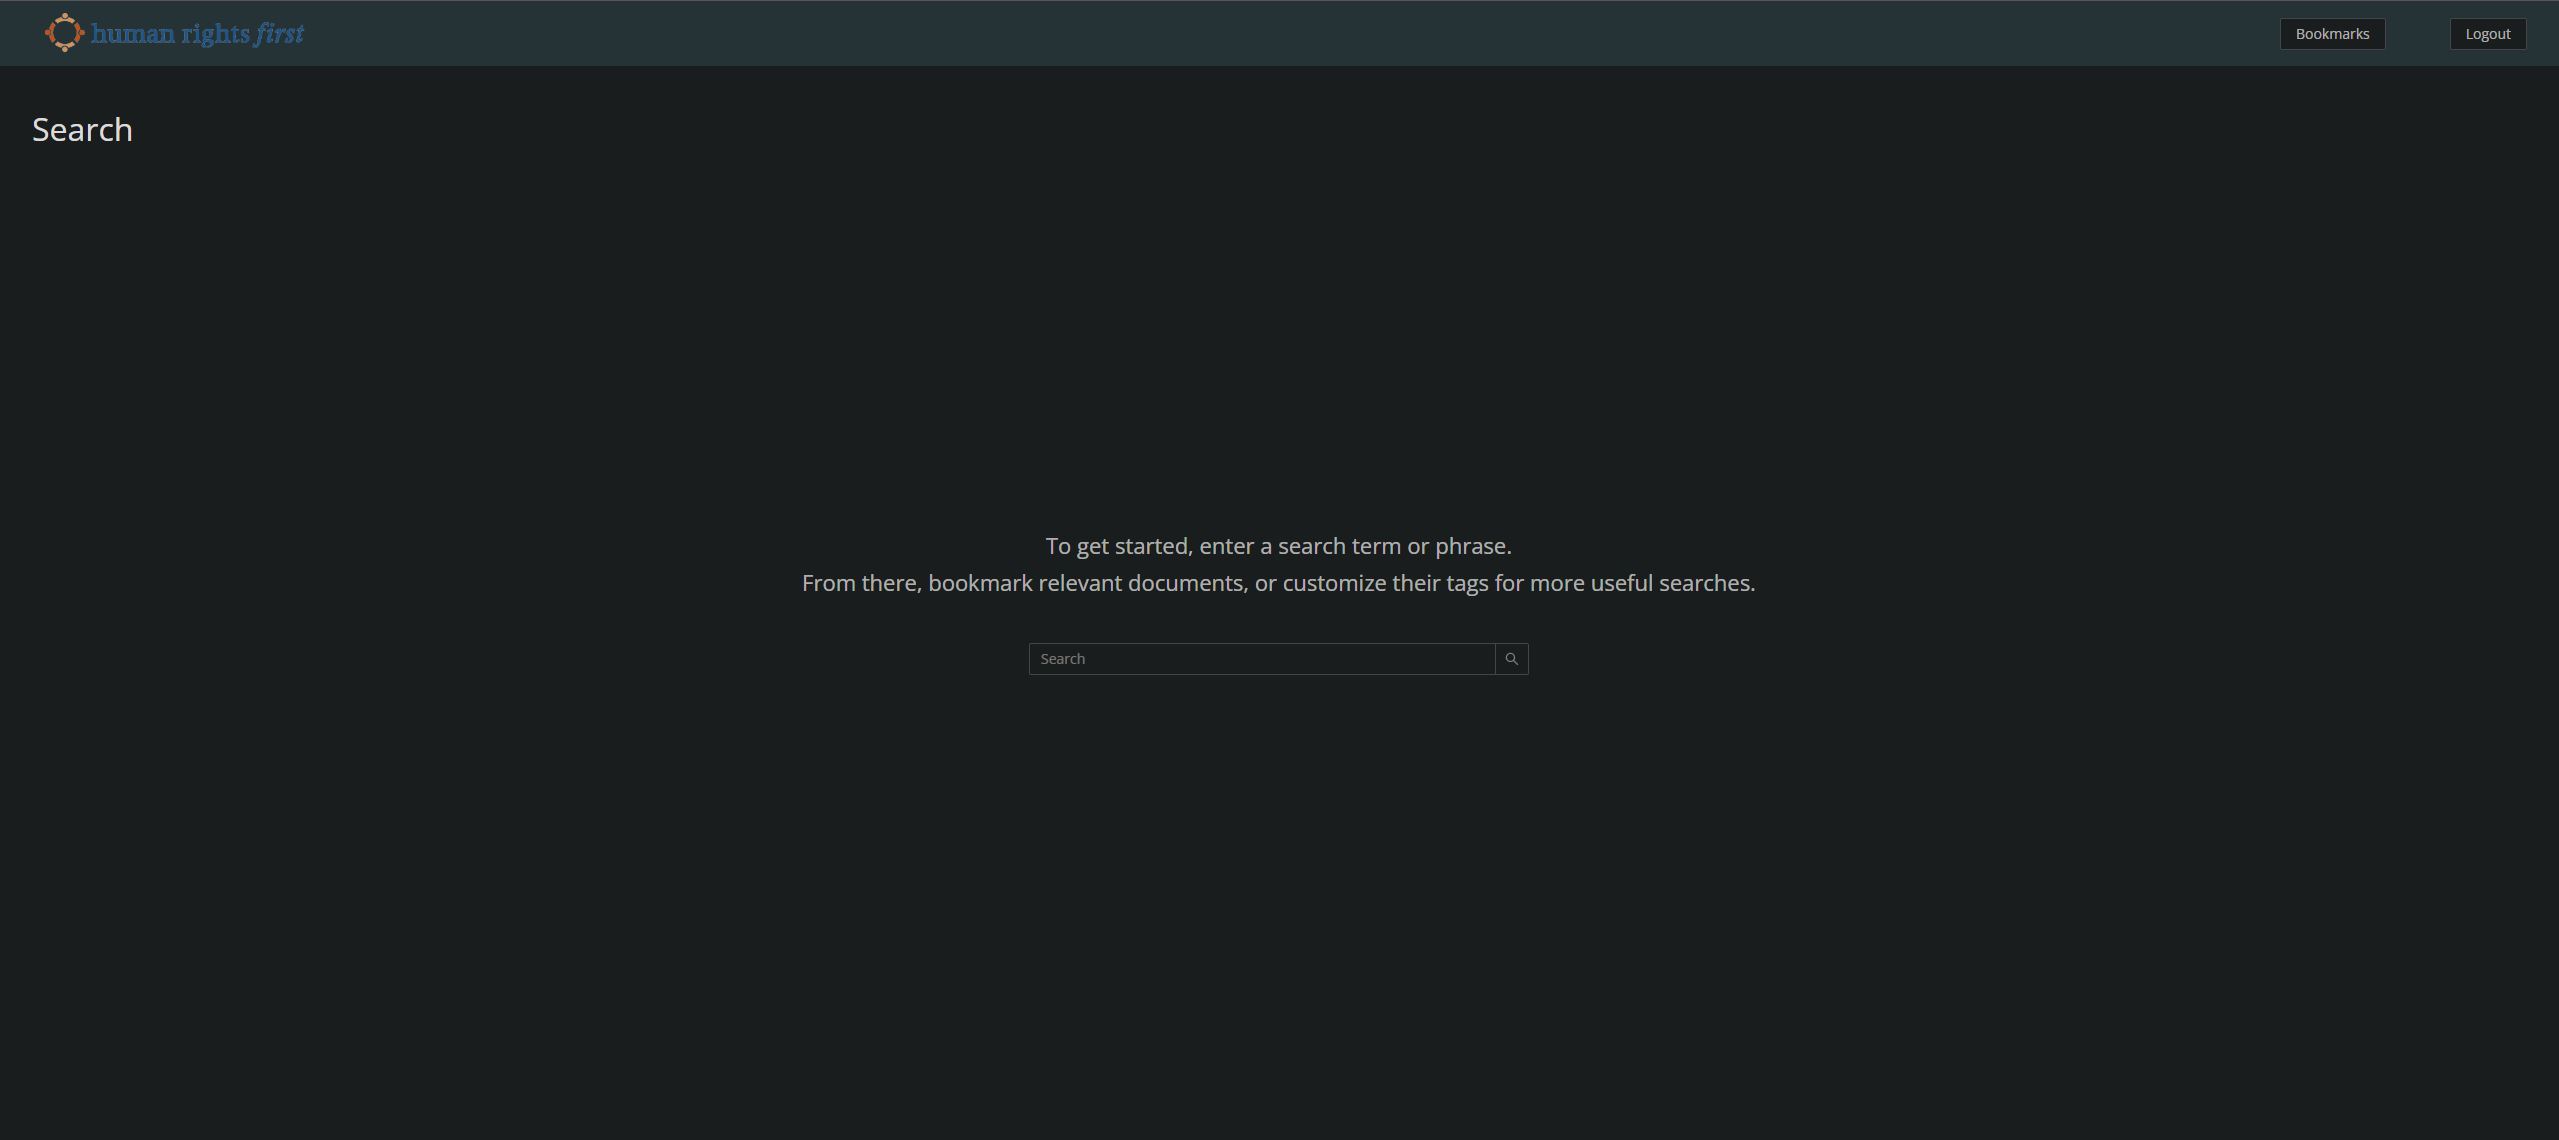 human rights first
Bookmarks
Logout
Search
To get started, enter a search term or phrase.
From there, bookmark relevant documents, or customize their tags for more useful searches.
Search